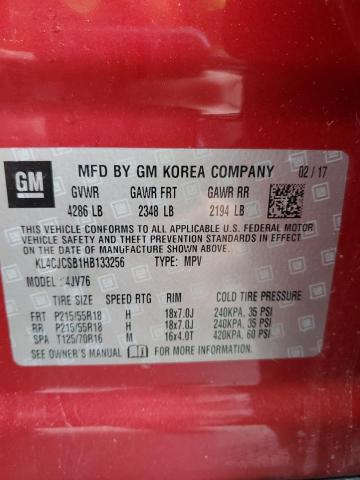 GM
MFD BY GM KOREA COMPANY 02/17
GVWR GAWR FRT GAWR RR
4286 LB 2348 LB 2194 LB
THIS VEHICLE CONFORMS TO ALL APPLICABLE U.S. FEDERAL MOTOR
VEHICLE SAFETY AND THEFT PREVENTION STANDARDS IN EFFECT
ON THE DATE OF MANUFACTURE SHOWN ABOVE.
KL4CJCSB1HB133256 TYPE: MPV
MODEL: 4JV76
TIRE SIZE SPEED RTG RIM COLD TIRE PRESSURE
FRT P215/55R18 H 18x7.0J 240KPA, 35 PSI
RR P215/55R18 H 18x7.0J 240KPA, 35 PSI
SPA T125/70R16 M 16x4.0T 420KPA, 60 PSI
SEE OWNER'S MANUAL FOR ADDITIONAL INFORMATION.